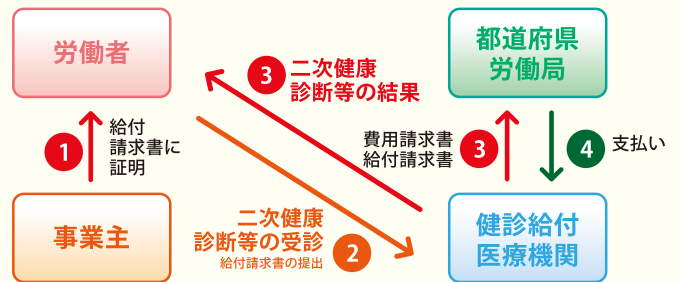 労働者
都道府県
労働局
3
二次健康
診断等の結果
1
給付
請求書に
証明
費用請求書
給付請求書
3
4
支払い
事業主
二次健康
診断等の受診
給付請求書の提出
2
健診給付
医療機関